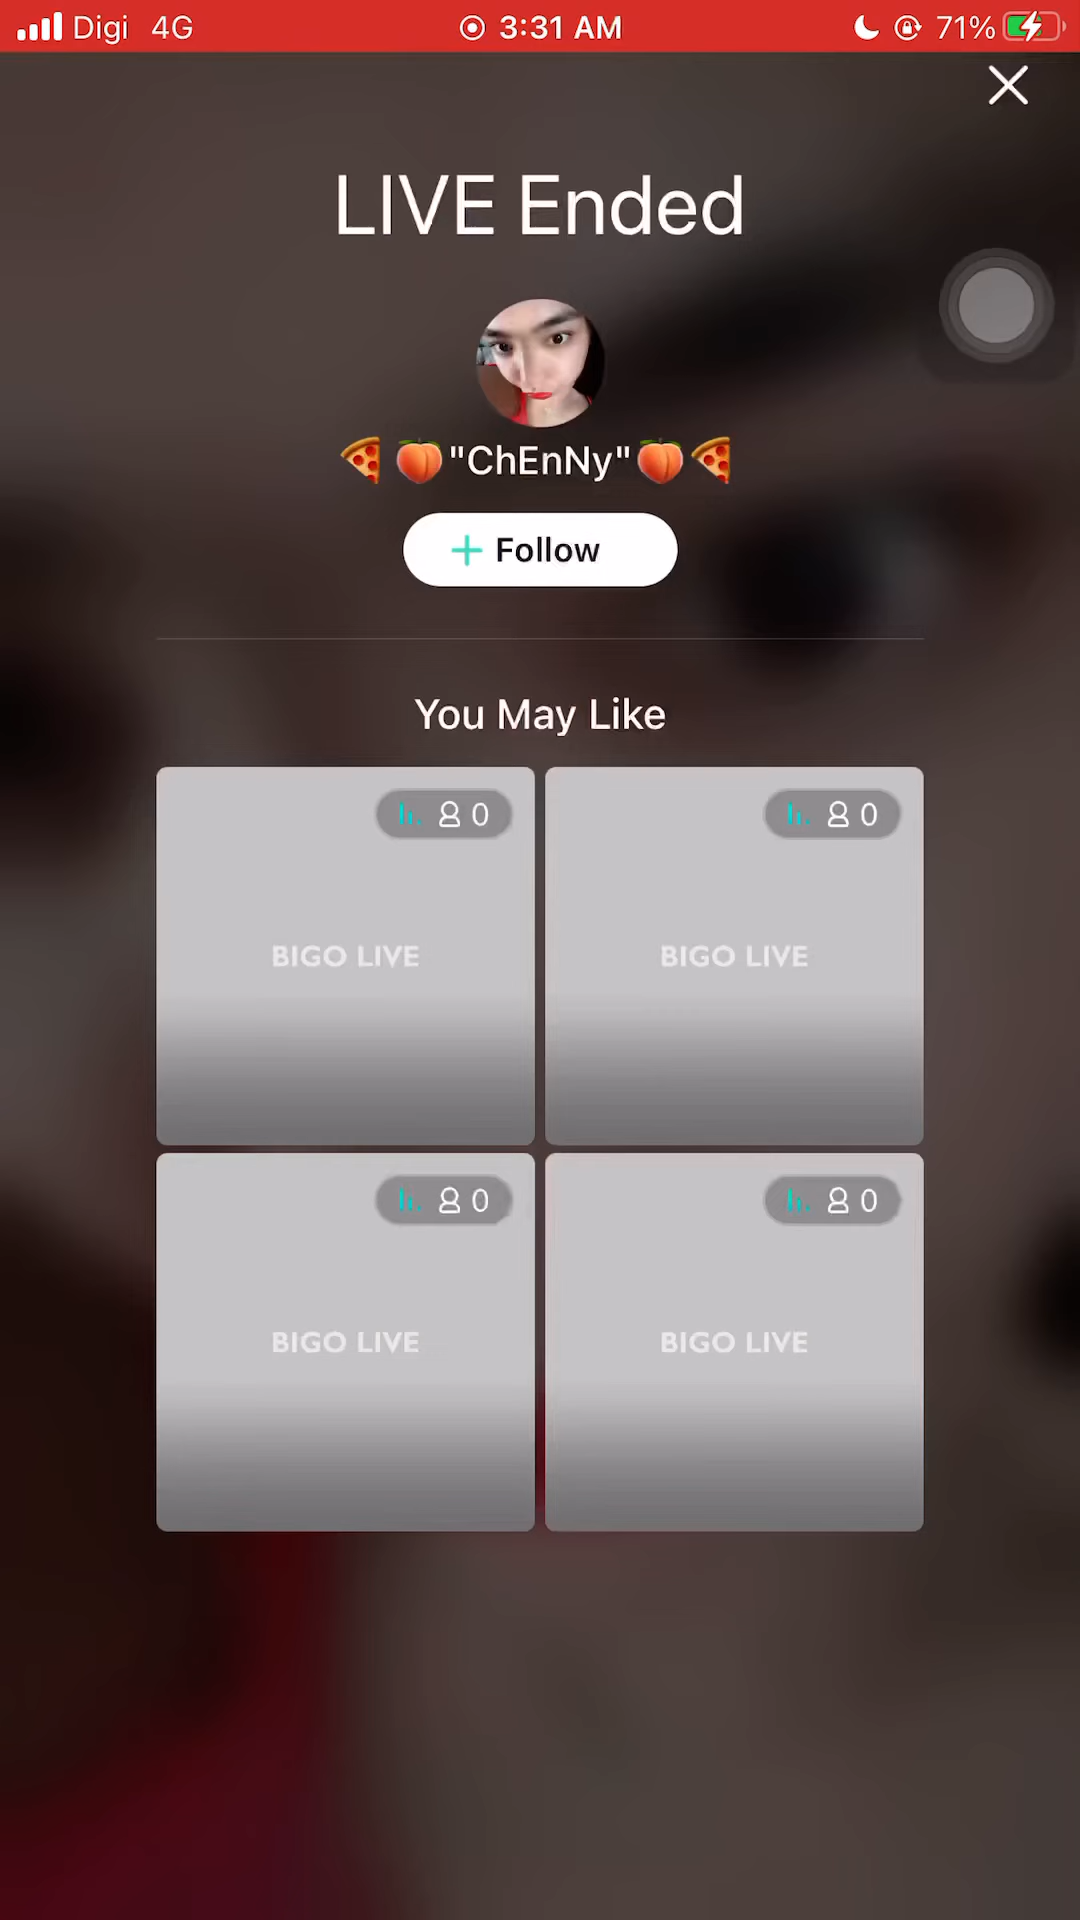 Digi 4G 3:31 AM 71%
LIVE Ended
🍕🍑"ChEnNy"🍑🍕
+ Follow
You May Like
0 0
BIGO LIVE BIGO LIVE
0 0
BIGO LIVE BIGO LIVE